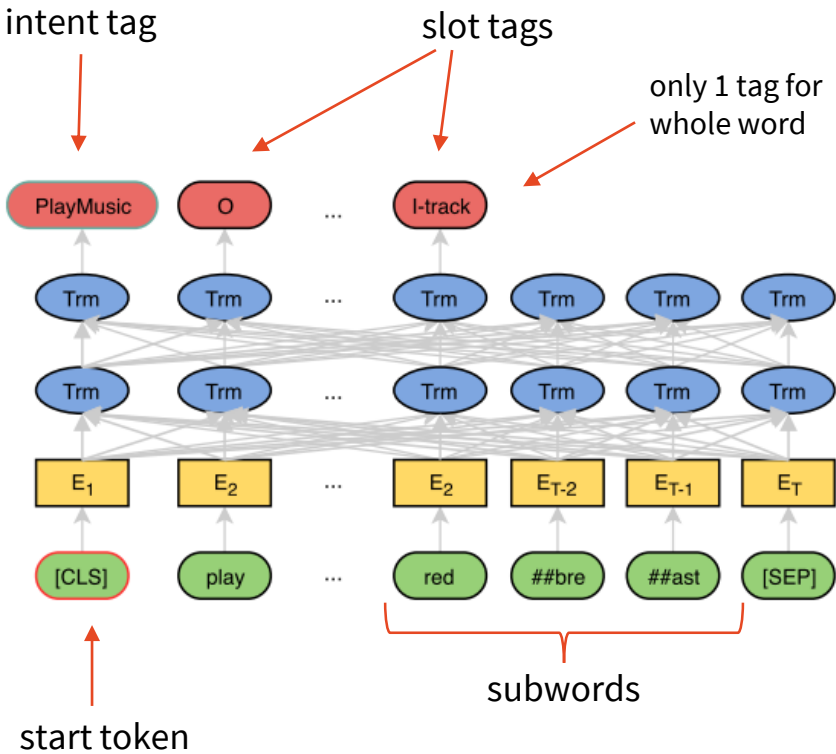 intent tag
slot tags
only 1 tag for
whole word
PlayMusic O ... I-track
Trm Trm ... Trm Trm Trm Trm
Trm Trm ... Trm Trm Trm Trm
E1 E2 ... E2 ET-2 ET-1 ET
[CLS] play ... red ##bre ##ast [SEP]
subwords
start token